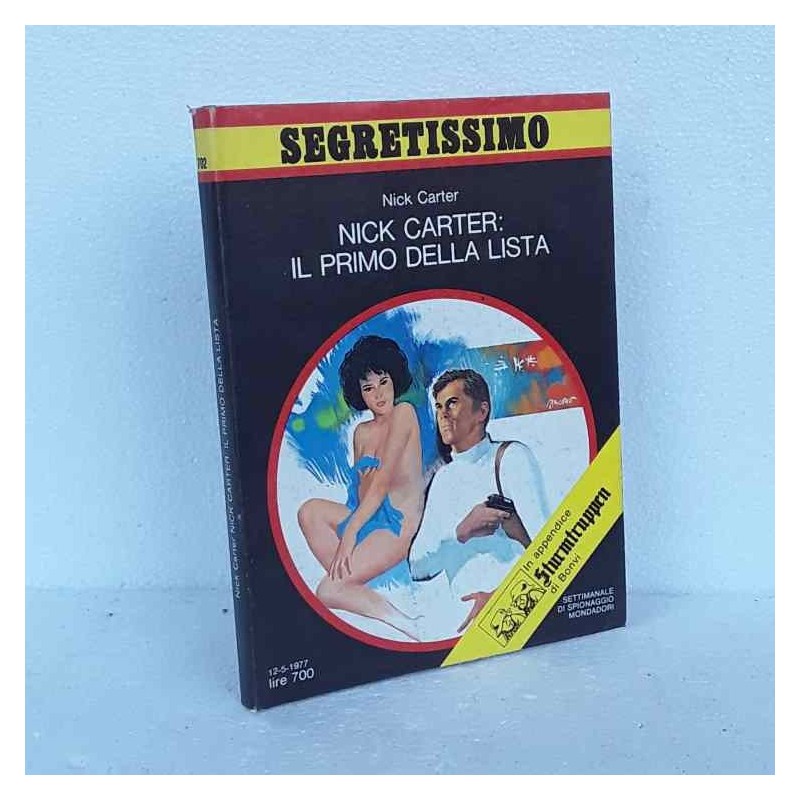 702
Nick Carter NICK CARTER: IL PRIMO DELLA LISTA
SEGRETISSIMO
Nick Carter
NICK CARTER:
IL PRIMO DELLA LISTA
In appendice
Sturmtruppen
di Bonvi
SETTIMANALE
DI SPIONAGGIO
MONDADORI
12-5-1977
lire 700